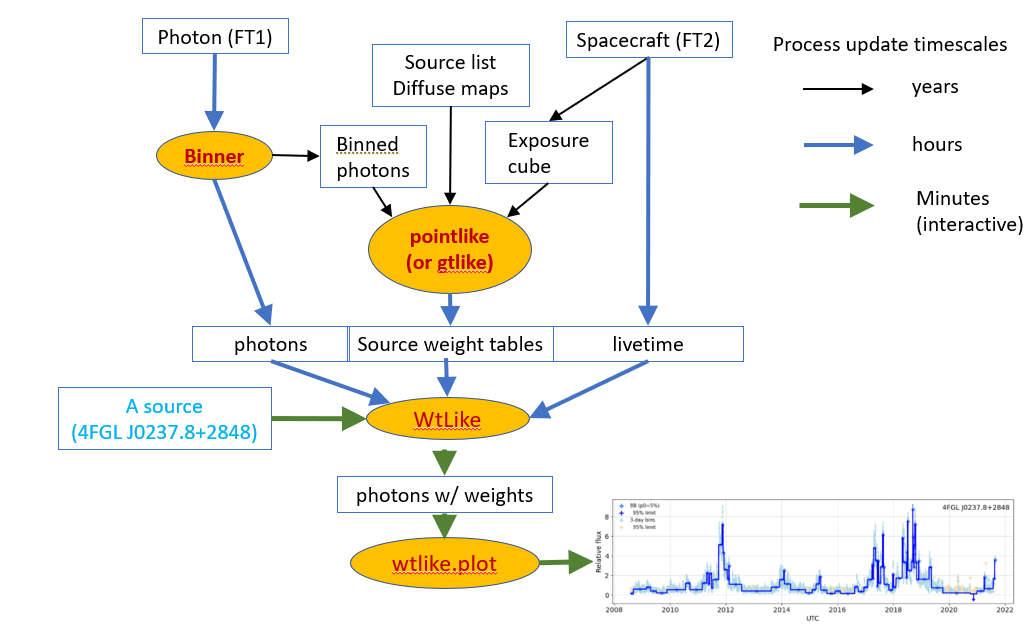 Photon (FT1)
Source list
Diffuse maps
Spacecraft (FT2)
Process update timescales
years
hours
Minutes
(interactive)
Binner
Binned
photons
Exposure
cube
pointlike
(or gtlike)
photons
Source weight tables
livetime
A source
(4FGL J0237.8+2848)
WtLike
photons w/ weights
wtlike.plot
BB (p0=5%)
95% limit
3-day bins
95% limit
4FGL J0237.8+2848
Relative flux
8
6
4
2
0
2008 2010 2012 2014 2016 2018 2020 2022
UTC